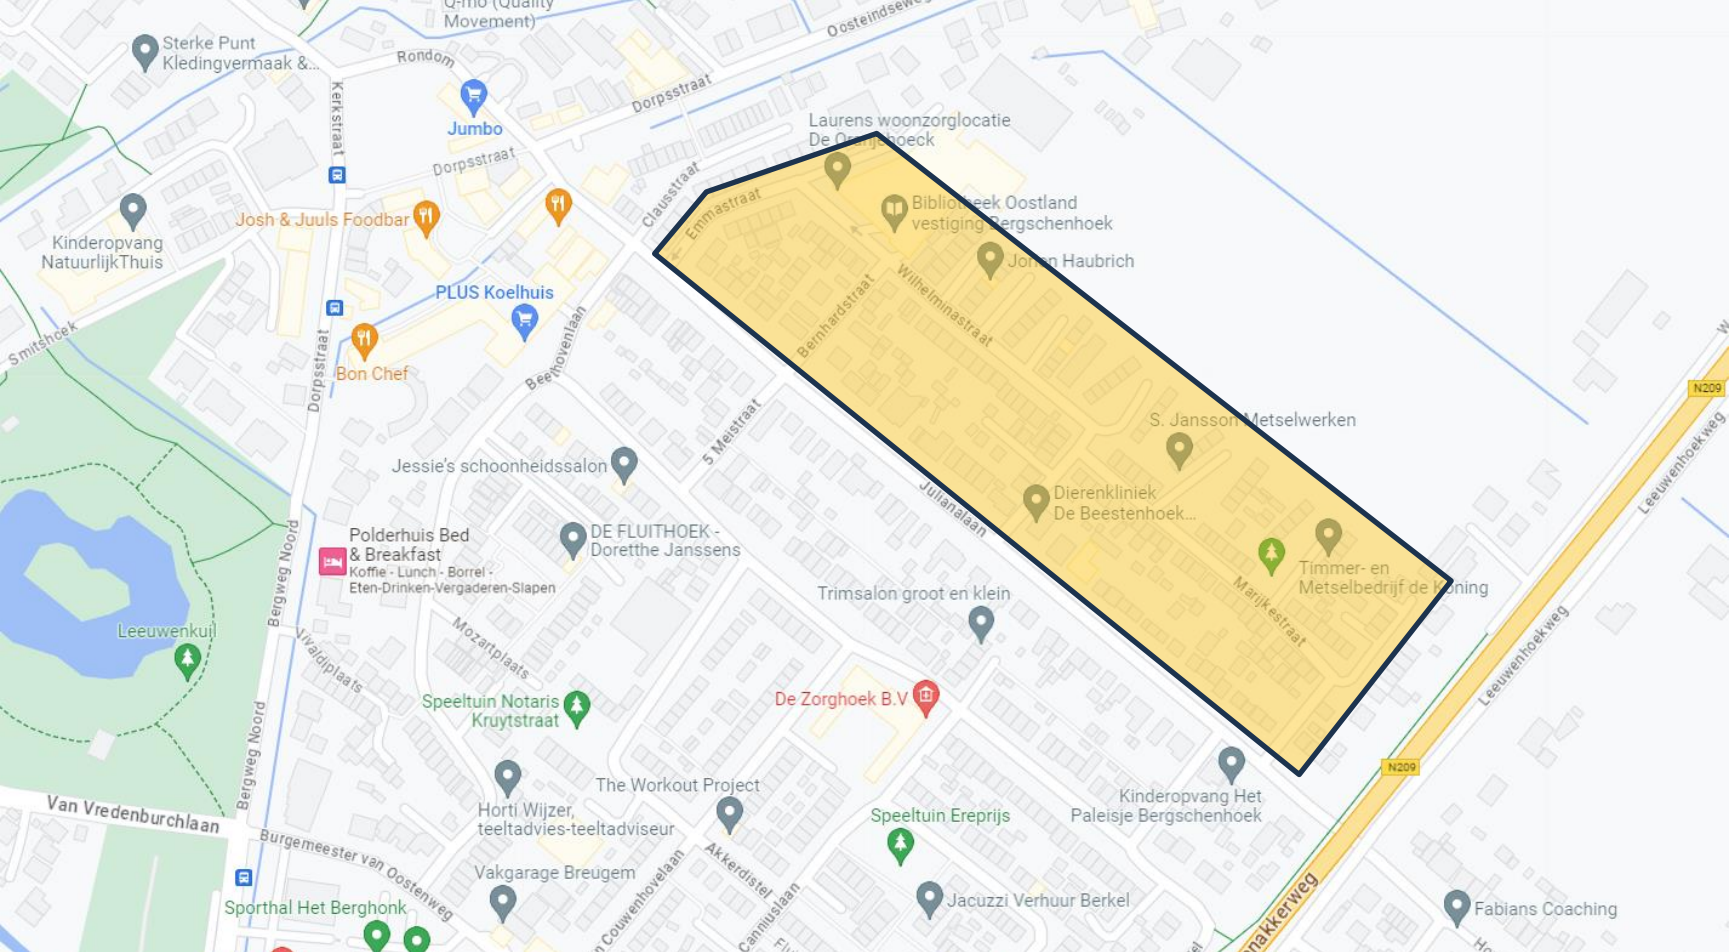 Q-mo (Quality
Movement)
Oosteindseweg
Sterke Punt
Kledingvermaak &...
Rondom
Kerkstraat
Jumbo
Dorpsstraat
Dorpsstraat
Laurens woonzorglocatie
De Oranjehoeck
Clausstraat
Emmastraat
Josh & Juuls Foodbar
Bibliotheek Oostland
vestiging Bergschenhoek
Kinderopvang
NatuurlijkThuis
Jorien Haubrich
PLUS Koelhuis
Bernhardstraat
Wilhelminastraat
Smitshoek
Dorpsstraat
Bon Chef
Beethovenlaan
N209
Leeuwenhoekweg
5 Meistraat
S. Jansson Metselwerken
Jessie's schoonheidssalon
Julianalaan
Dierenkliniek
De Beestenhoek...
Polderhuis Bed
& Breakfast
Koffie - Lunch - Borrel -
Eten-Drinken-Vergaderen-Slapen
DE FLUITHOEK -
Doretthe Janssens
Bergweg Noord
Timmer- en
Metselbedrijf de Koning
Marijkestraat
Trimsalon groot en klein
Leeuwenkuil
Vivaldiplaats
Mozartplaats
Leeuwenhoekweg
Speeltuin Notaris
Kruytstraat
De Zorghoek B.V
Bergweg Noord
N209
The Workout Project
Kinderopvang Het
Paleisje Bergschenhoek
Van Vredenburchlaan
Horti Wijzer,
teeltadvies-teeltadviseur
Speeltuin Ereprijs
Burgemeester van Oostenweg
Akkerdistel
Vakgarage Breugem
n Couwenhovelaan
Canniuslaan
Jacuzzi Verhuur Berkel
Sporthal Het Berghonk
nakkerweg
Fabians Coaching